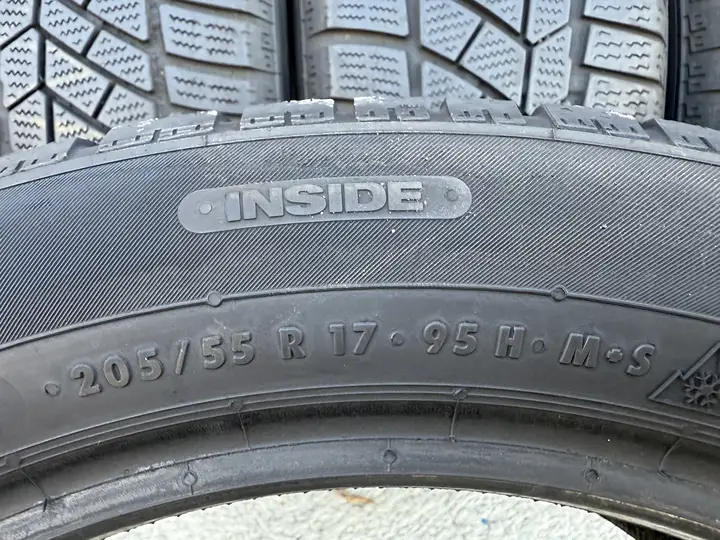 INSIDE
205/55 R 17 • 95 H • M•S